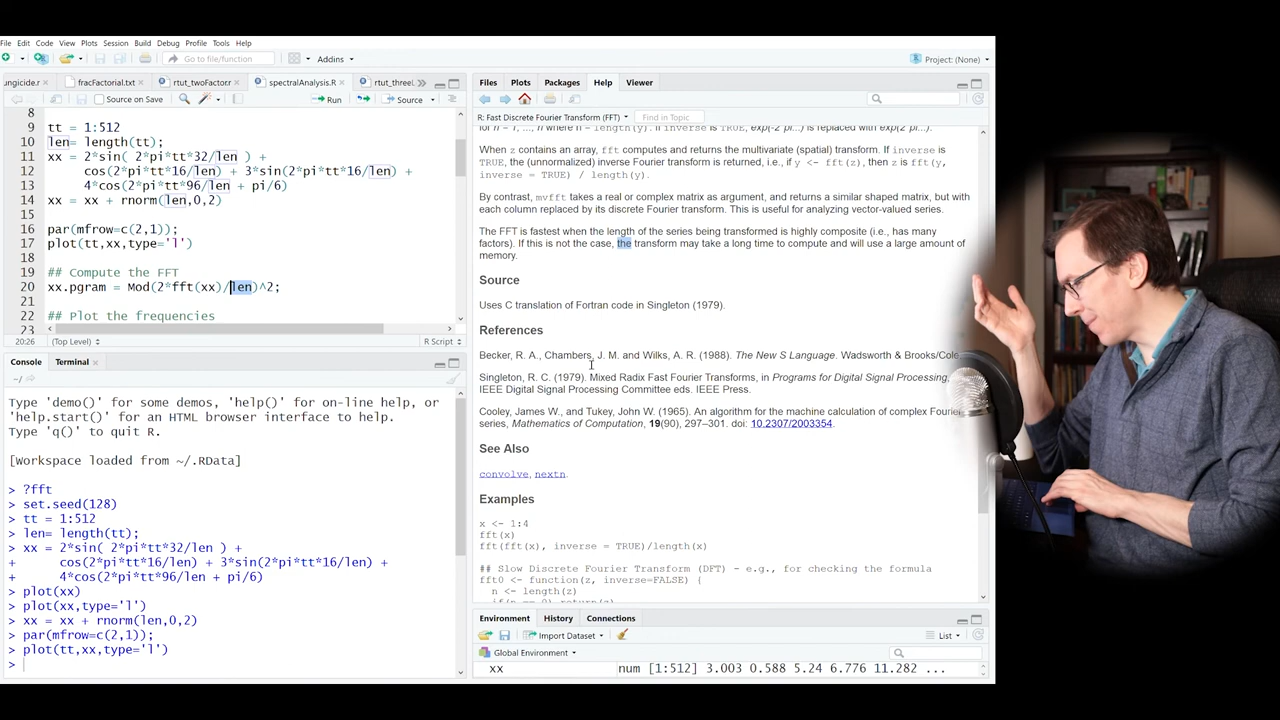 File Edit Code View Plots Session Build Debug Profile Tools Help
Go to file/function
Addins
Project: (None)
ungicide.r
fracFactorial.txt
rtut_twoFactorr
spectralAnalysis.R
rtut_threeL
Source on Save
Run
Source
8
9 tt = 1:512
10 len= length(tt);
11 xx = 2*sin( 2*pi*tt*32/len ) +
12 cos(2*pi*tt*16/len) + 3*sin(2*pi*tt*16/len) +
13 4*cos(2*pi*tt*96/len + pi/6)
14 xx = xx + rnorm(len,0,2)
15
16 par(mfrow=c(2,1));
17 plot(tt,xx,type='l')
18
19 ## Compute the FFT
20 xx.pgram = Mod(2*fft(xx)/len)^2;
21
22 ## Plot the frequencies
23
20:26
(Top Level)
R Script
Console
Terminal
~/
Type 'demo()' for some demos, 'help()' for on-line help, or
'help.start()' for an HTML browser interface to help.
Type 'q()' to quit R.
[Workspace loaded from ~/.RData]
> ?fft
> set.seed(128)
> tt = 1:512
> len= length(tt);
> xx = 2*sin( 2*pi*tt*32/len ) +
+ cos(2*pi*tt*16/len) + 3*sin(2*pi*tt*16/len) +
+ 4*cos(2*pi*tt*96/len + pi/6)
> plot(xx)
> plot(xx,type='l')
> xx = xx + rnorm(len,0,2)
> par(mfrow=c(2,1));
> plot(tt,xx,type='l')
>
Files Plots Packages Help Viewer
R: Fast Discrete Fourier Transform (FFT)
Find in Topic
When z contains an array, fft computes and returns the multivariate (spatial) transform. If inverse is
TRUE, the (unnormalized) inverse Fourier transform is returned, i.e., if y <- fft(z), then z is fft(y,
inverse = TRUE) / length(y).
By contrast, mvfft takes a real or complex matrix as argument, and returns a similar shaped matrix, but with
each column replaced by its discrete Fourier transform. This is useful for analyzing vector-valued series.
The FFT is fastest when the length of the series being transformed is highly composite (i.e., has many
factors). If this is not the case, the transform may take a long time to compute and will use a large amount of
memory.
Source
Uses C translation of Fortran code in Singleton (1979).
References
Becker, R. A., Chambers, J. M. and Wilks, A. R. (1988). The New S Language. Wadsworth & Brooks/Cole
Singleton, R. C. (1979). Mixed Radix Fast Fourier Transforms, in Programs for Digital Signal Processing,
IEEE Digital Signal Processing Committee eds. IEEE Press.
Cooley, James W., and Tukey, John W. (1965). An algorithm for the machine calculation of complex Fourier
series, Mathematics of Computation, 19(90), 297–301. doi: 10.2307/2003354.
See Also
convolve, nextn.
Examples
x <- 1:4
fft(x)
fft(fft(x), inverse = TRUE)/length(x)
## Slow Discrete Fourier Transform (DFT) - e.g., for checking the formula
fft0 <- function(z, inverse=FALSE) {
n <- length(z)
if(n == 0) return(z)
Environment History Connections
Import Dataset
List
Global Environment
xx num [1:512] 3.003 0.588 5.24 6.776 11.282 ...